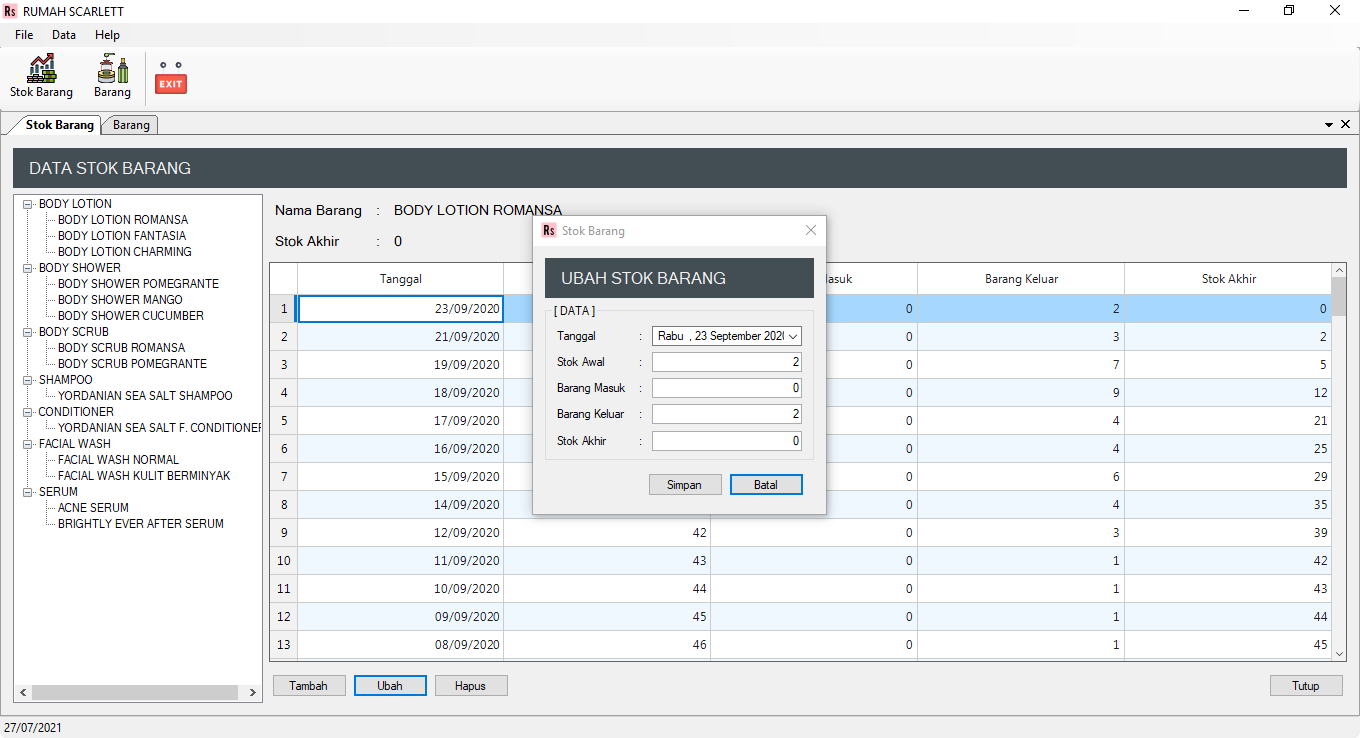 RUMAH SCARLETT
File Data Help
Stok Barang Barang EXIT
Stok Barang Barang
DATA STOK BARANG
BODY LOTION
BODY LOTION ROMANSA
BODY LOTION FANTASIA
BODY LOTION CHARMING
BODY SHOWER
BODY SHOWER POMEGRANTE
BODY SHOWER MANGO
BODY SHOWER CUCUMBER
BODY SCRUB
BODY SCRUB ROMANSA
BODY SCRUB POMEGRANTE
SHAMPOO
YORDANIAN SEA SALT SHAMPOO
CONDITIONER
YORDANIAN SEA SALT F. CONDITIONER
FACIAL WASH
FACIAL WASH NORMAL
FACIAL WASH KULIT BERMINYAK
SERUM
ACNE SERUM
BRIGHTLY EVER AFTER SERUM
Nama Barang : BODY LOTION ROMANSA
Stok Akhir : 0
Tanggal Barang Keluar Stok Akhir
1 23/09/2020 0 2 0
2 21/09/2020 0 3 2
3 19/09/2020 0 7 5
4 18/09/2020 0 9 12
5 17/09/2020 0 4 21
6 16/09/2020 0 4 25
7 15/09/2020 0 6 29
8 14/09/2020 0 4 35
9 12/09/2020 42 0 3 39
10 11/09/2020 43 0 1 42
11 10/09/2020 44 0 1 43
12 09/09/2020 45 0 1 44
13 08/09/2020 46 0 1 45
Rs Stok Barang
UBAH STOK BARANG
[ DATA ]
Tanggal : Rabu , 23 September 2020
Stok Awal : 2
Barang Masuk : 0
Barang Keluar : 2
Stok Akhir : 0
Simpan Batal
Tambah Ubah Hapus Tutup
27/07/2021